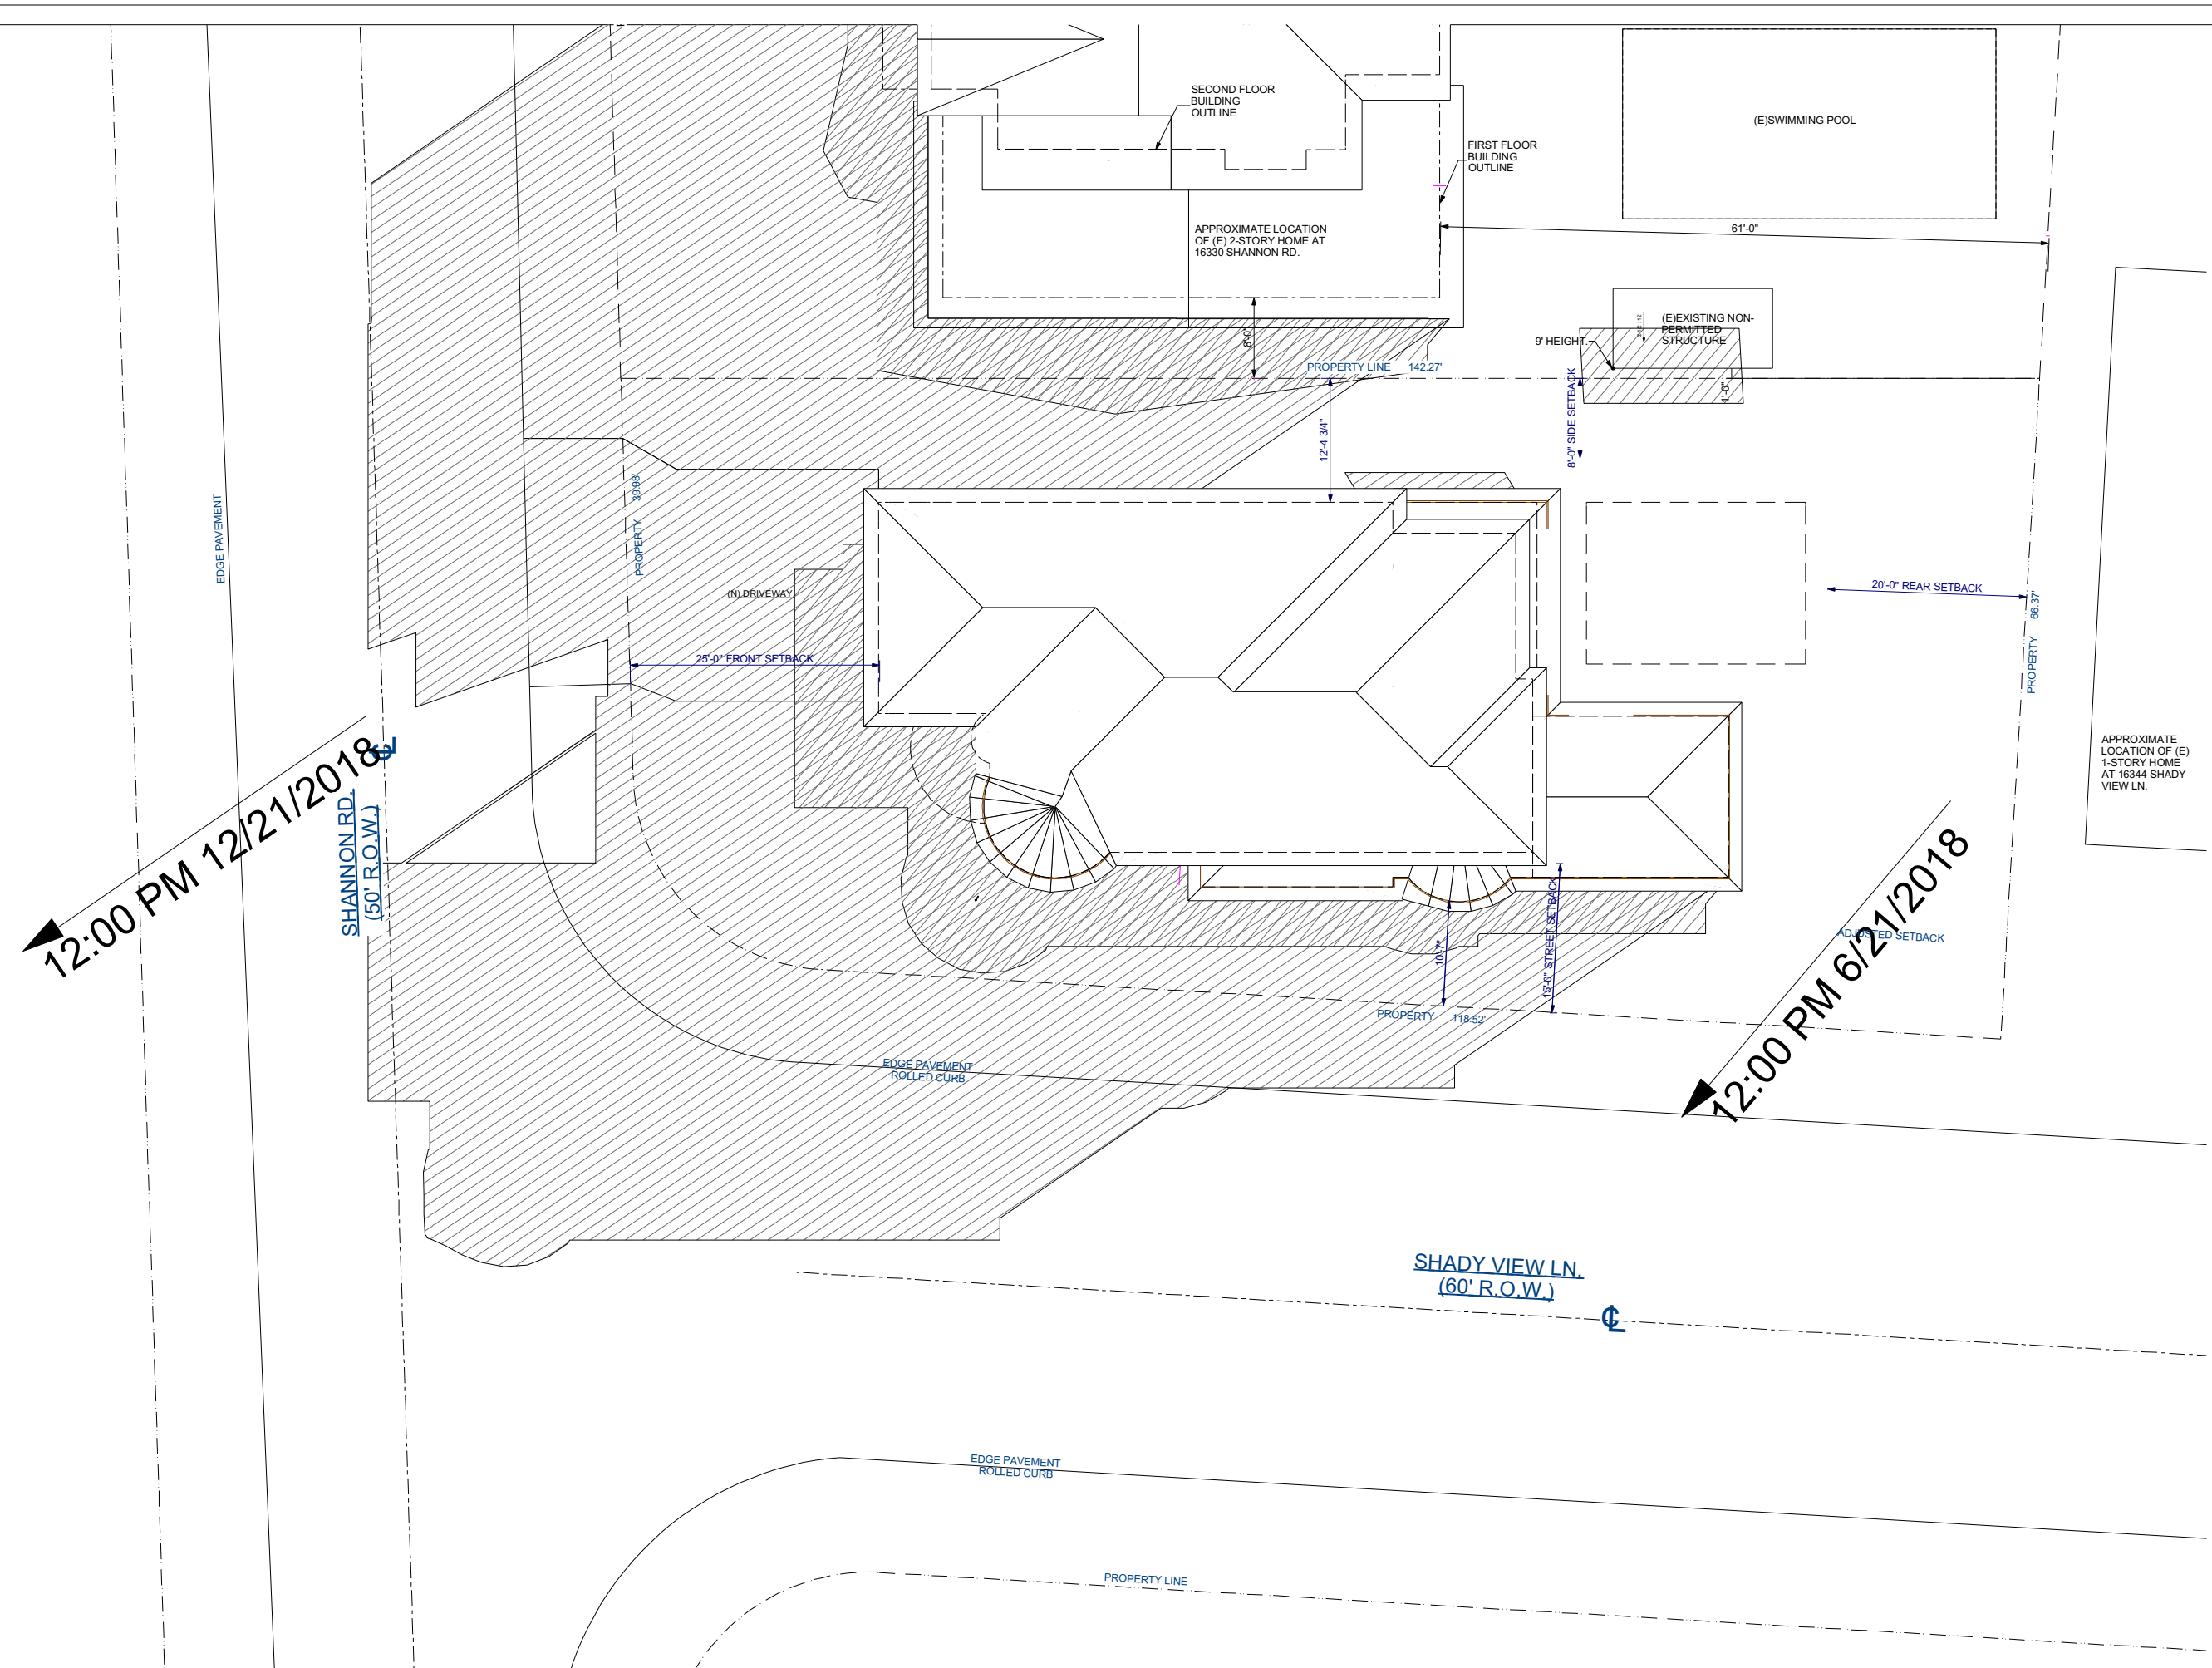 SECOND FLOOR
BUILDING
OUTLINE
(E)SWIMMING POOL
FIRST FLOOR
BUILDING
OUTLINE
APPROXIMATE LOCATION
OF (E) 2-STORY HOME AT
16330 SHANNON RD.
61'-0"
(E)EXISTING NON-
PERMITTED
STRUCTURE
9' HEIGHT.
8'-0"
PROPERTY LINE 142.27'
1'-0"
8'-0" SIDE SETBACK
12'-4 3/4"
EDGE PAVEMENT
PROPERTY 39.98'
(N) DRIVEWAY
20'-0" REAR SETBACK
PROPERTY 66.37'
25'-0" FRONT SETBACK
12:00 PM 12/21/2018
SHANNON RD.
(50' R.O.W.)
APPROXIMATE
LOCATION OF (E)
1-STORY HOME
AT 16344 SHADY
VIEW LN.
12:00 PM 6/21/2018
ADJUSTED SETBACK
10'-7"
15'-0" STREET SETBACK
PROPERTY 118.52'
EDGE PAVEMENT
ROLLED CURB
SHADY VIEW LN.
(60' R.O.W.)
EDGE PAVEMENT
ROLLED CURB
PROPERTY LINE